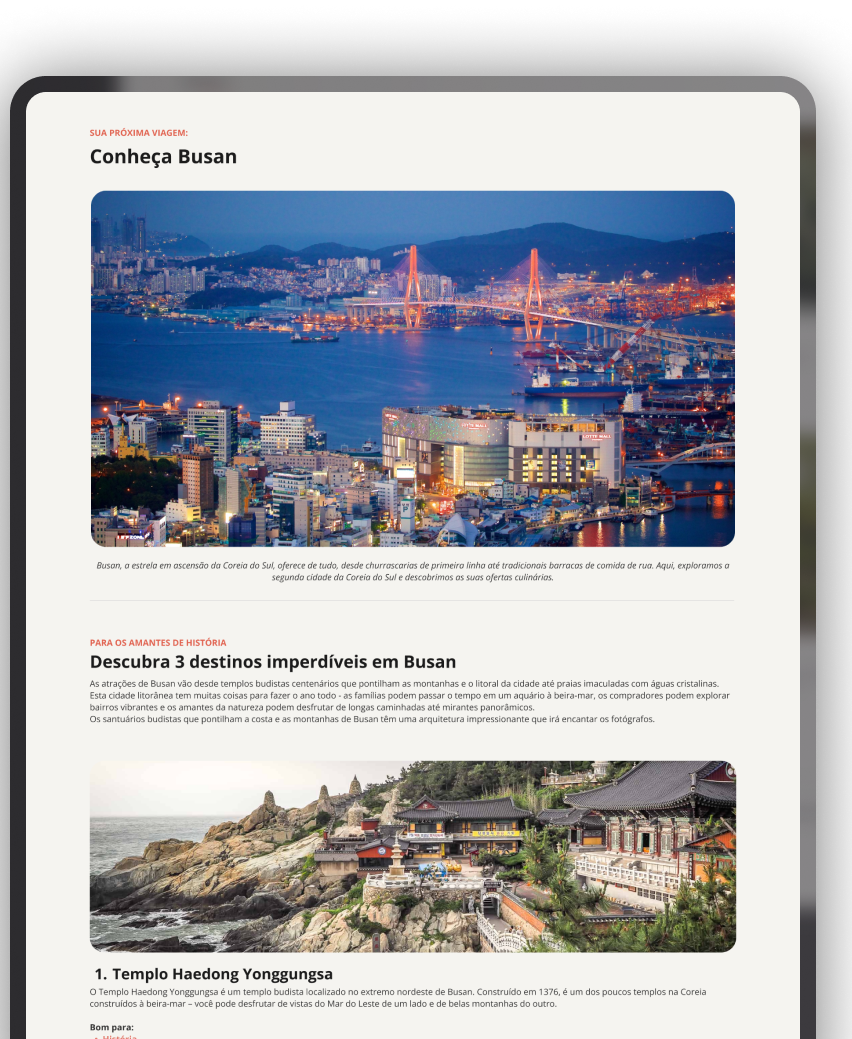 SUA PRÓXIMA VIAGEM:
Conheça Busan
LOTTE MALL
LOTTE MALL
Busan, a estrela em ascensão da Coreia do Sul, oferece de tudo, desde churrascarias de primeira linha até tradicionais barracas de comida de rua. Aqui, exploramos a
segunda cidade da Coreia do Sul e descobrimos as suas ofertas culinárias.
PARA OS AMANTES DE HISTÓRIA
Descubra 3 destinos imperdíveis em Busan
As atrações de Busan vão desde templos budistas centenários que pontilham as montanhas e o litoral da cidade até praias imaculadas com águas cristalinas.
Esta cidade litorânea tem muitas coisas para fazer o ano todo - as famílias podem passar o tempo em um aquário à beira-mar, os compradores podem explorar
bairros vibrantes e os amantes da natureza podem desfrutar de longas caminhadas até mirantes panorâmicos.
Os santuários budistas que pontilham a costa e as montanhas de Busan têm uma arquitetura impressionante que irá encantar os fotógrafos.
1. Templo Haedong Yonggungsa
O Templo Haedong Yonggungsa é um templo budista localizado no extremo nordeste de Busan. Construído em 1376, é um dos poucos templos na Coreia
construídos à beira-mar – você pode desfrutar de vistas do Mar do Leste de um lado e de belas montanhas do outro.
Bom para:
• História